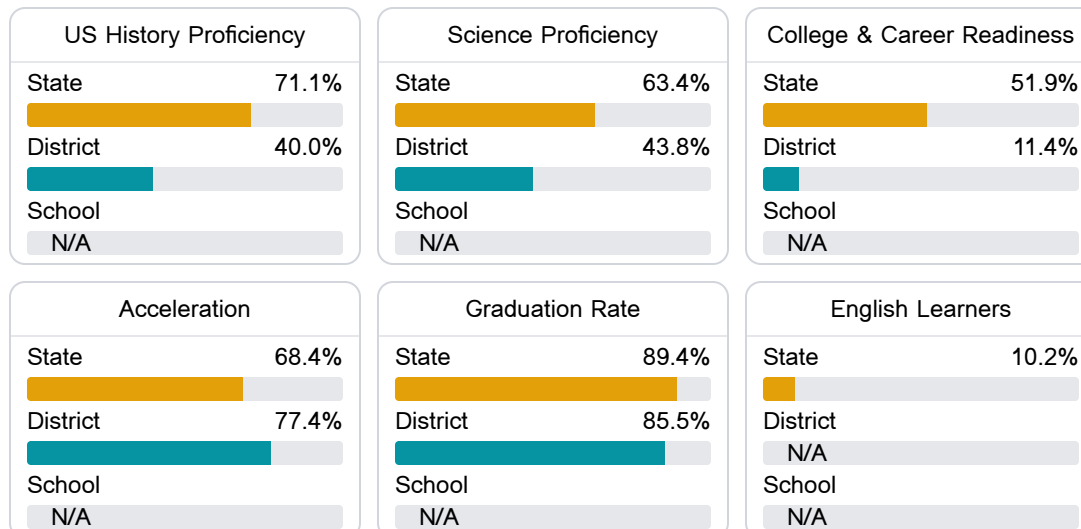 US History Proficiency
State 71.1%
District 40.0%
School
N/A
Science Proficiency
State 63.4%
District 43.8%
School
N/A
College & Career Readiness
State 51.9%
District 11.4%
School
N/A
Acceleration
State 68.4%
District 77.4%
School
N/A
Graduation Rate
State 89.4%
District 85.5%
School
N/A
English Learners
State 10.2%
District
N/A
School
N/A